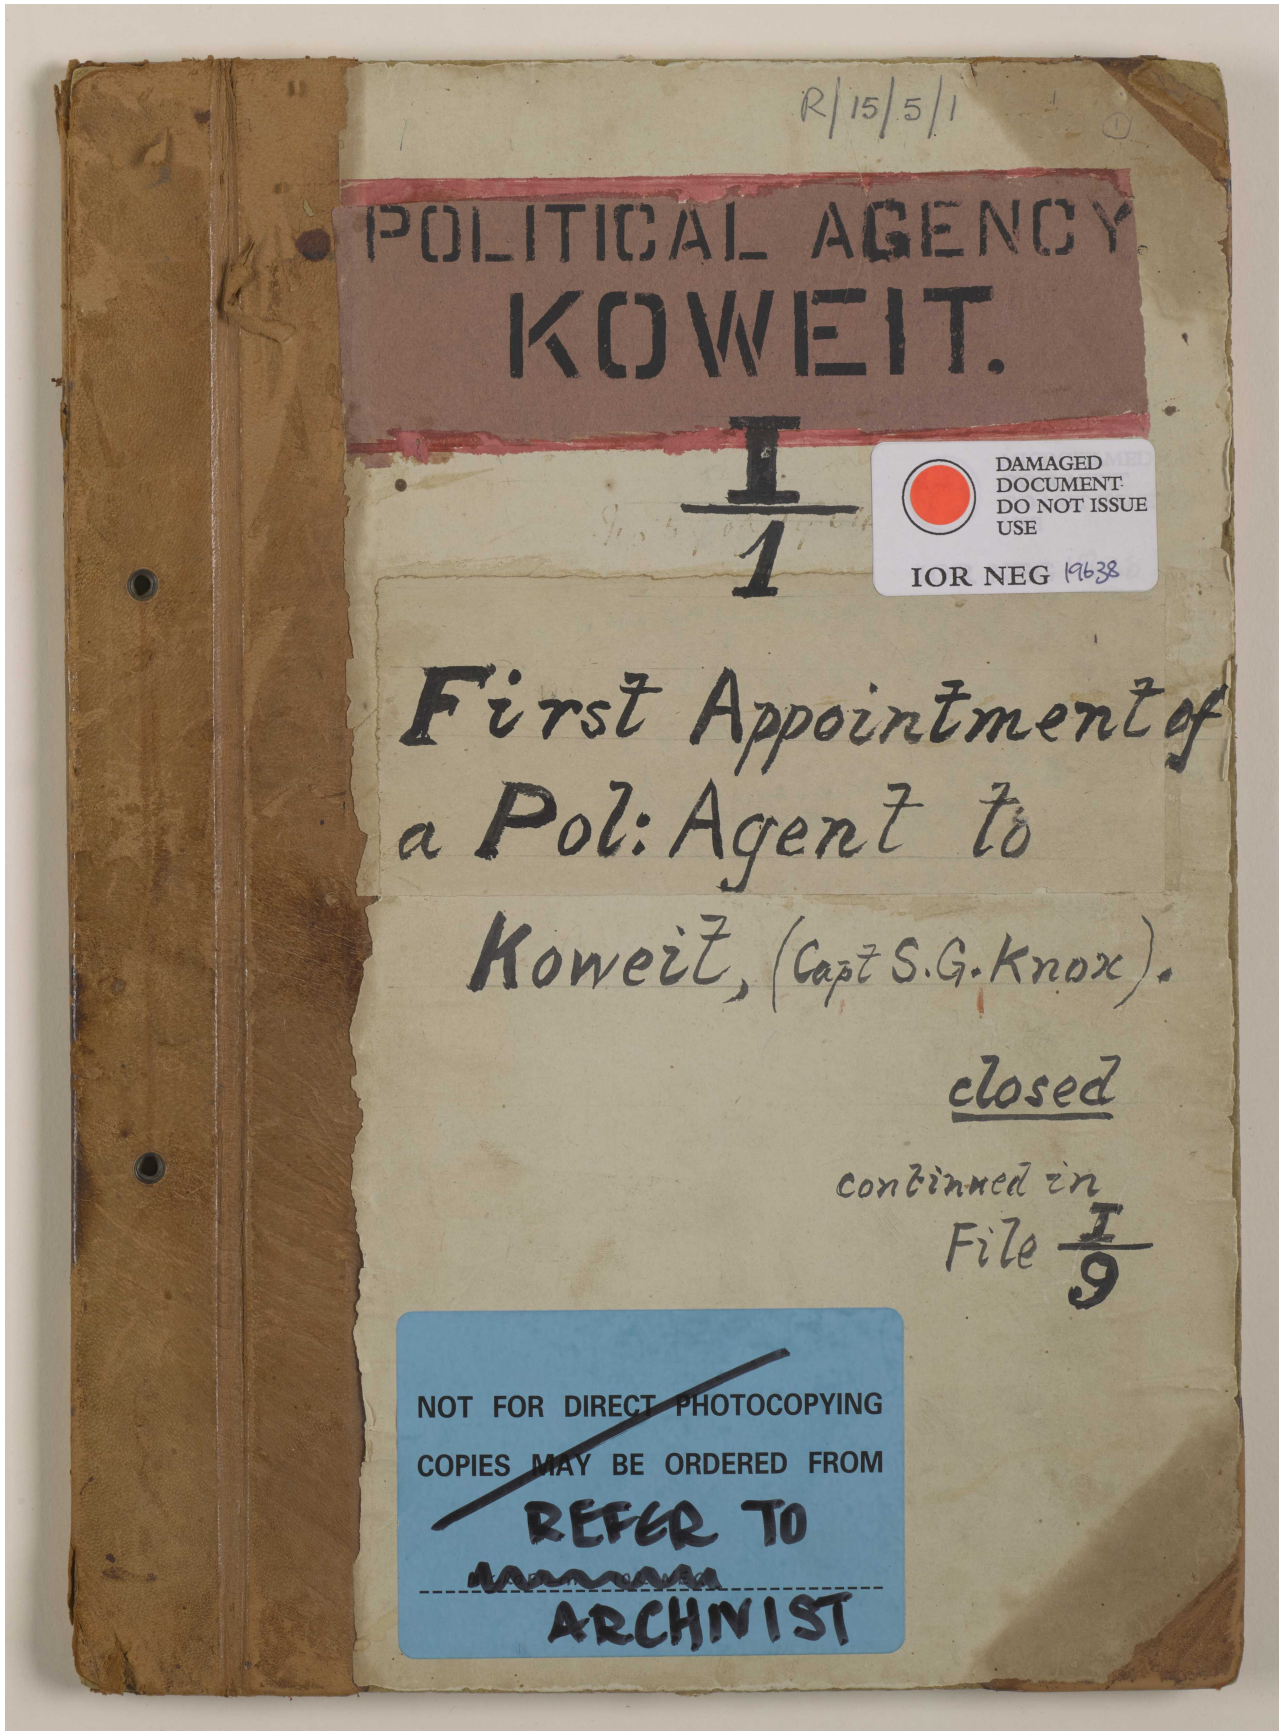 R/15/5/1
1
POLITICAL AGENCY
KOWEIT.
I
1
DAMAGED
DOCUMENT-
DO NOT ISSUE
USE
IOR NEG 19638
First Appointment of
a Pol: Agent to
Koweit, (Capt S.G. Knox).
closed
continued in
File I
9
NOT FOR DIRECT PHOTOCOPYING
COPIES MAY BE ORDERED FROM
REFER TO
ARCHIVIST